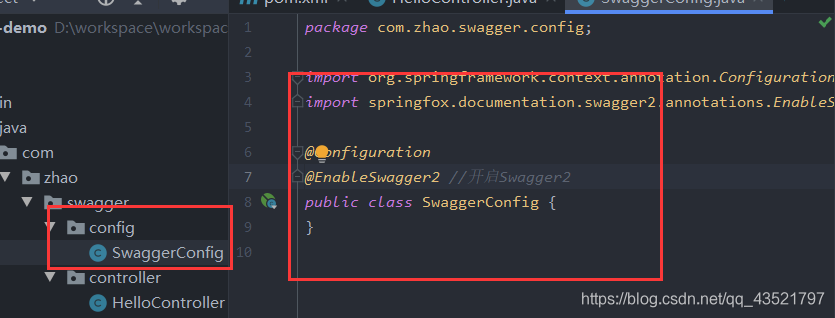 pom.xml HelloController.java SwaggerConfig.java
-demo D:\workspace\workspac
in
java
com
zhao
swagger
config
SwaggerConfig
controller
HelloController
1 package com.zhao.swagger.config;
2
3 import org.springframework.context.annotation.Configuration
4 import springfox.documentation.swagger2.annotations.EnableS
5
6 @Configuration
7 @EnableSwagger2 //开启Swagger2
8 public class SwaggerConfig {
9 }
10
https://blog.csdn.net/qq_43521797